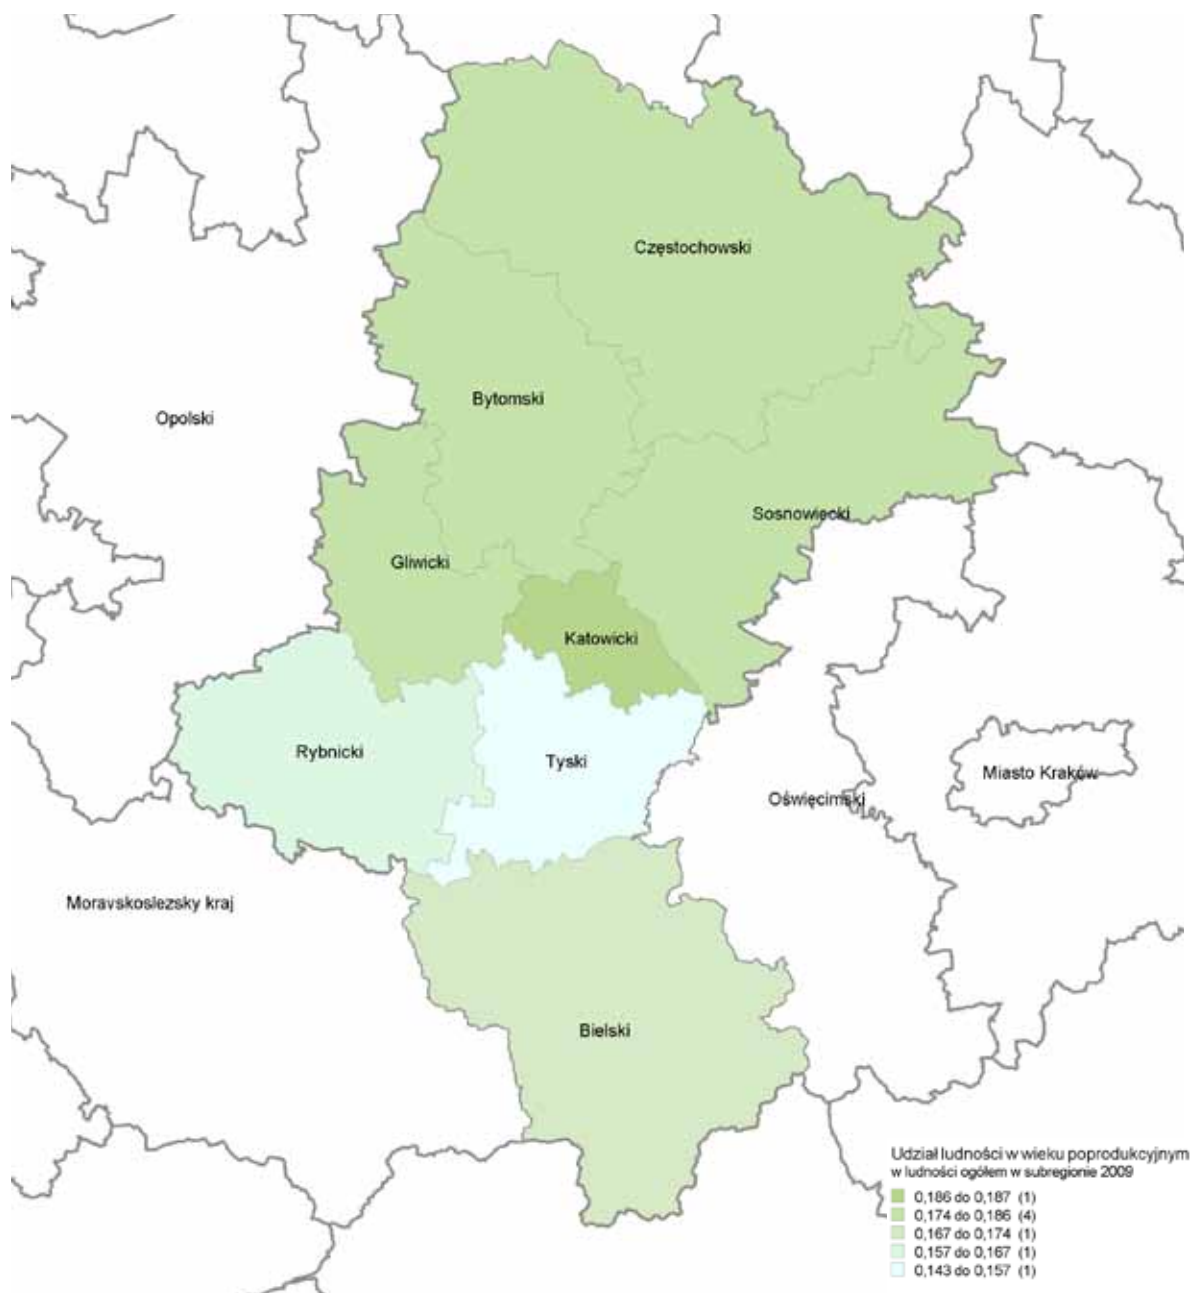 Częstochowski
Bytomski
Opolski
Sosnowiecki
Gliwicki
Katowicki
Rybnicki
Tyski
Miasto Kraków
Oświęcimski
Moravskoslezsky kraj
Bielski
Udział ludności w wieku poprodukcyjnym
w ludności ogółem w subregionie 2009
0,186 do 0,187 (1)
0,174 do 0,186 (4)
0,167 do 0,174 (1)
0,157 do 0,167 (1)
0,143 do 0,157 (1)